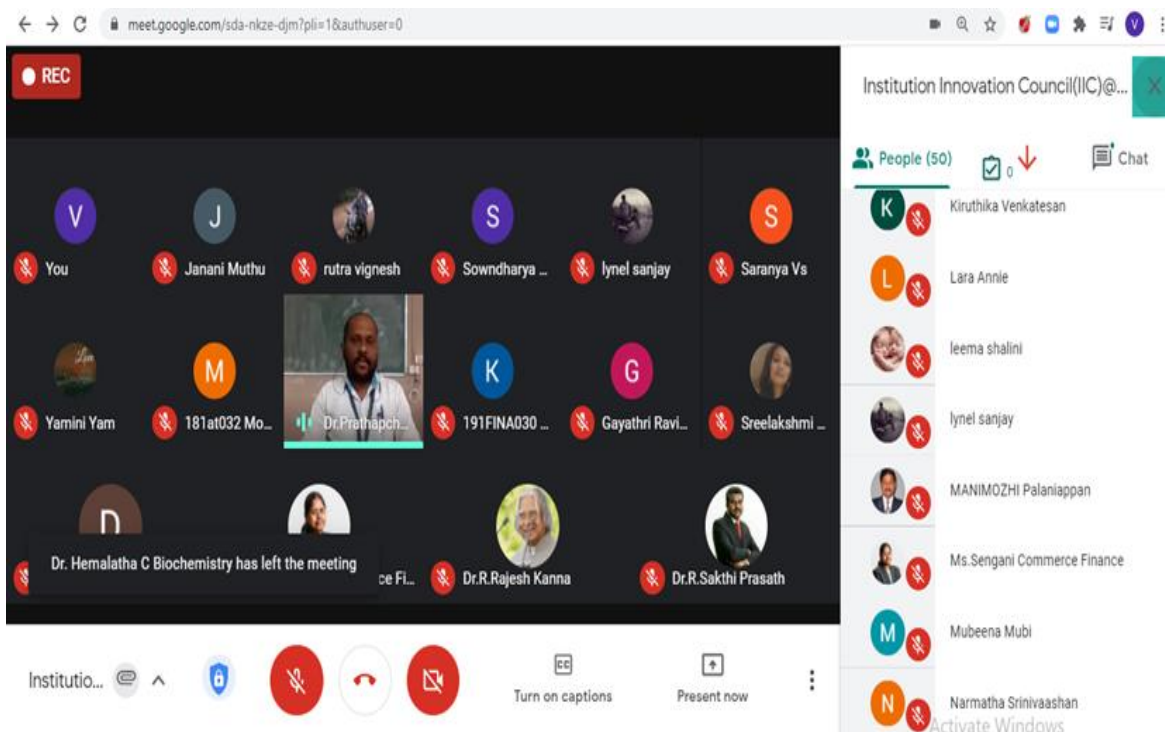 meet.google.com/sda-nkze-djm?pli=1&authuser=0
V
REC
Institution Innovation Council(IIC)@...
People (50)
0
Chat
V
J
S
S
You
Janani Muthu
rutra vignesh
Sowndharya ...
lynel sanjay
Saranya Vs
M
K
G
Yamini Yam
181at032 Mo...
Dr.Prathapch...
191FINA030 ...
Gayathri Ravi...
Sreelakshmi ...
D
Dr. Hemalatha C Biochemistry has left the meeting
ce Fi...
Dr.R.Rajesh Kanna
Dr.R.Sakthi Prasath
K
Kiruthika Venkatesan
L
Lara Annie
leema shalini
lynel sanjay
MANIMOZHI Palaniappan
Ms.Sengani Commerce Finance
M
Mubeena Mubi
N
Narmatha Srinivaashan
Activate Windows
Institutio...
CC
Turn on captions
Present now